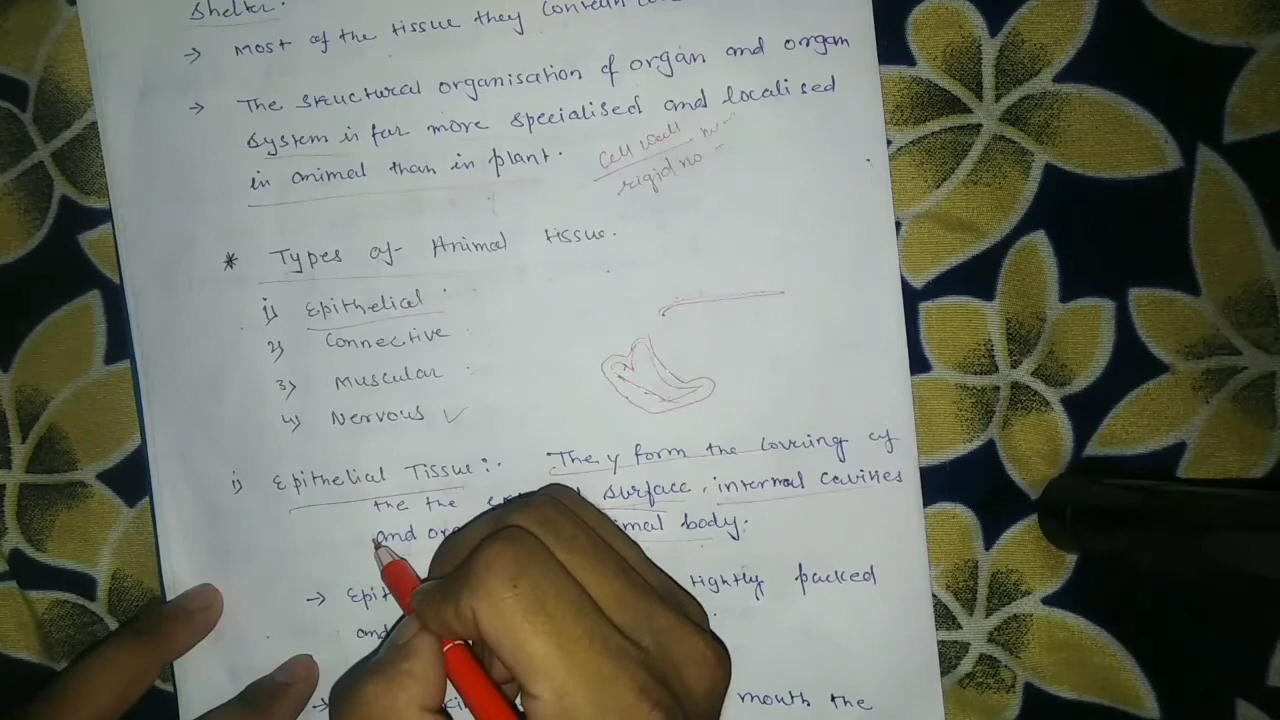 Shelter.
→ Most of the tissue they contain
→ The structural organisation of organ and organ
system is far more specialised and localised
in animal than in plant.
Cell wall
rigid no
* Types of Animal tissue.
1) Epithelical
2) Connective
3) Muscular
4) Nervous ✓
1) Epithelial Tissue:. They form the covering of
the the surface, internal cavities
and body.
→ tightly packed
and
→ mouth the